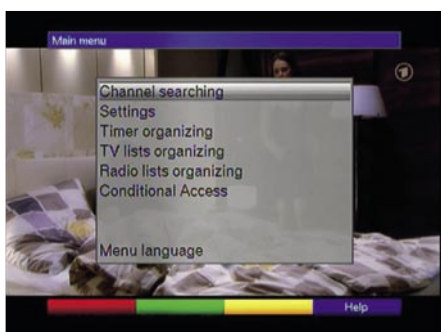 Main menu
Channel searching
Settings
Timer organizing
TV lists organizing
Radio lists organizing
Conditional Access
Menu language
Help